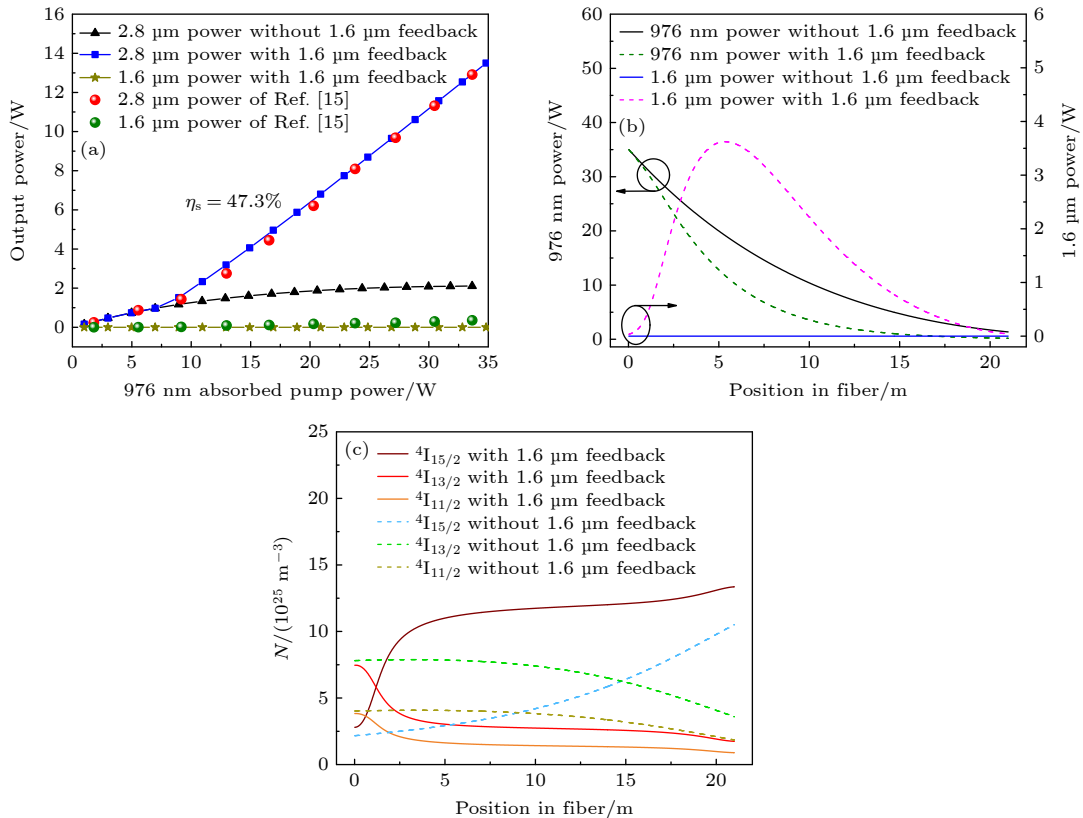 16
14
12
10
8
6
4
2
0
Output power/W
2.8 µm power without 1.6 µm feedback
2.8 µm power with 1.6 µm feedback
1.6 µm power with 1.6 µm feedback
2.8 µm power of Ref. [15]
1.6 µm power of Ref. [15]
(a)
ηs = 47.3%
0 5 10 15 20 25 30 35
976 nm absorbed pump power/W
60
50
40
30
20
10
0
976 nm power/W
976 nm power without 1.6 µm feedback
976 nm power with 1.6 µm feedback
1.6 µm power without 1.6 µm feedback
1.6 µm power with 1.6 µm feedback
(b)
6
5
4
3
2
1
0
1.6 µm power/W
0 5 10 15 20
Position in fiber/m
25
20
15
10
5
0
N/(10²⁵ m⁻³)
(c)
⁴I₁₅/₂ with 1.6 µm feedback
⁴I₁₃/₂ with 1.6 µm feedback
⁴I₁₁/₂ with 1.6 µm feedback
⁴I₁₅/₂ without 1.6 µm feedback
⁴I₁₃/₂ without 1.6 µm feedback
⁴I₁₁/₂ without 1.6 µm feedback
0 5 10 15 20
Position in fiber/m